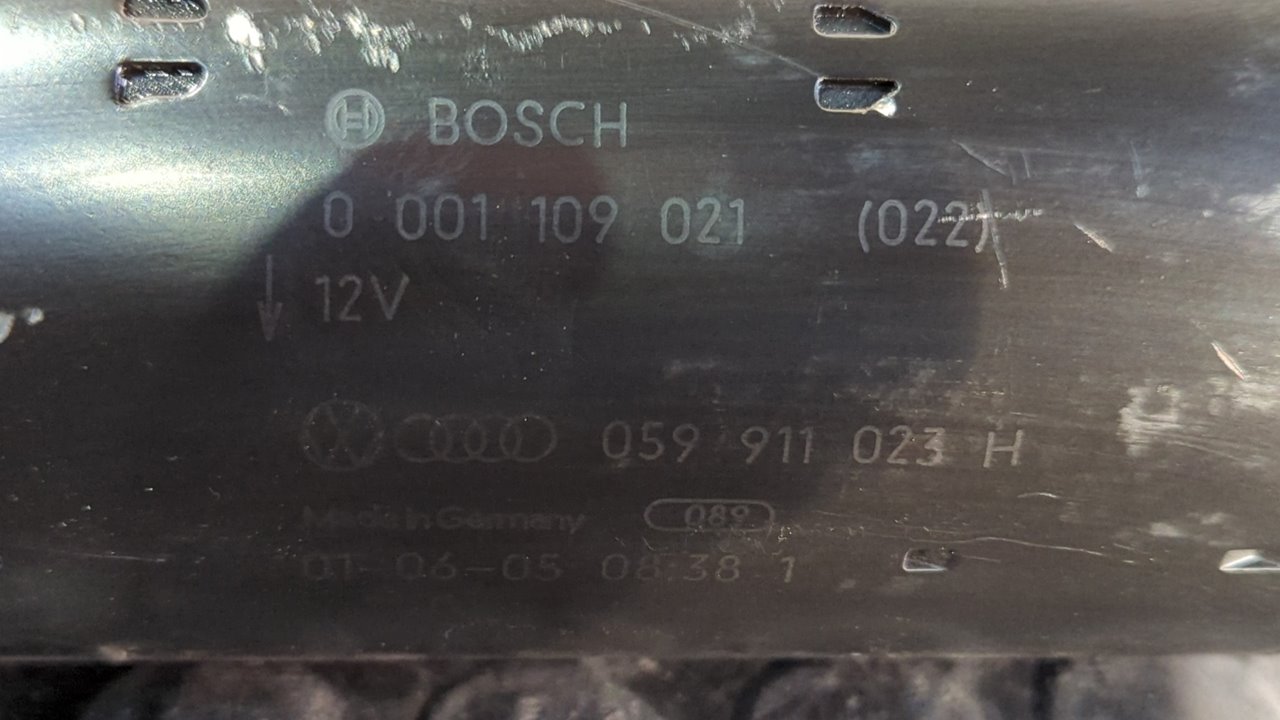 BOSCH
0 001 109 021 (022)
12V
059 911 023 H
Made in Germany 089
01-06-05 08:38 1